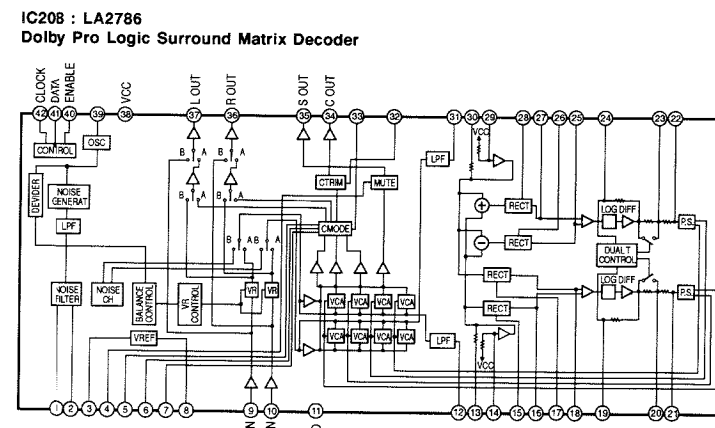 IC208 : LA2786
Dolby Pro Logic Surround Matrix Decoder
CLOCK
DATA
ENABLE
VCC
L OUT
R OUT
S OUT
C OUT
42 41 40 39 38 37 36 35 34 33 32 31 30 29 28 27 26 25 24 23 22
CONTROL
OSC
DEVIDER
NOISE
GENERAT
LPF
NOISE
FILTER
NOISE
CH
BALANCE
CONTROL
VR
CONTROL
VREF
B A
B A
B A
B A
B A
A B
VR
VR
CTRIM
MUTE
CMODE
VCA VCA VCA VCA
VCA VCA VCA VCA
LPF
LPF
VCC
+
RECT
−
RECT
RECT
RECT
VCC
LOG DIFF
DUAL T
CONTROL
LOG DIFF
P.S.
P.S.
1 2 3 4 5 6 7 8 9 10 11 12 13 14 15 16 17 18 19 20 21